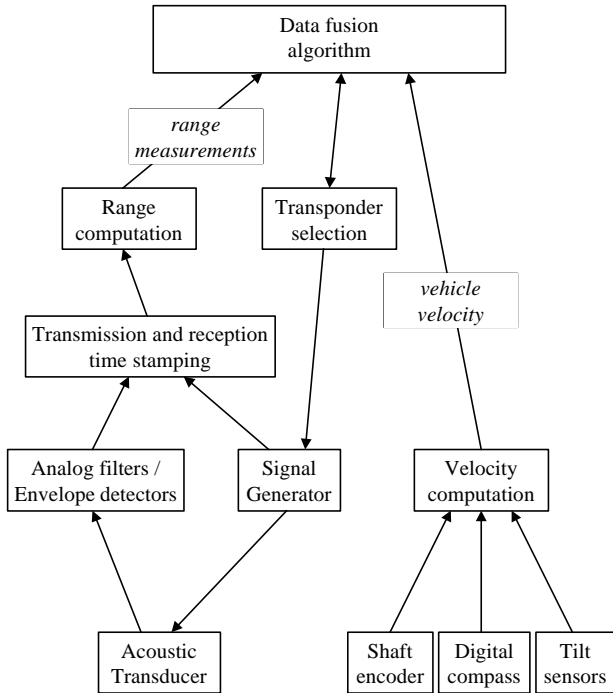 Data fusion
algorithm
range
measurements
Range
computation
Transponder
selection
vehicle
velocity
Transmission and reception
time stamping
Analog filters /
Envelope detectors
Signal
Generator
Velocity
computation
Acoustic
Transducer
Shaft
encoder
Digital
compass
Tilt
sensors